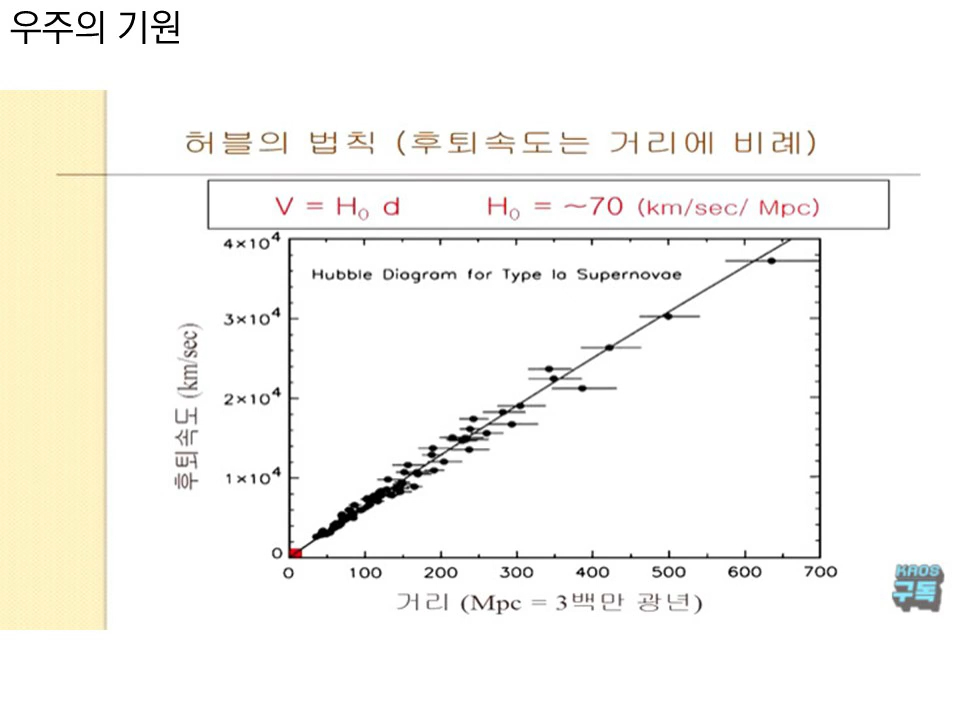 우주의 기원
허블의 법칙 (후퇴속도는 거리에 비례)
V = H₀ d H₀ = ~70 (km/sec/ Mpc)
Hubble Diagram for Type Ia Supernovae
4×10⁴
3×10⁴
2×10⁴
1×10⁴
0
후퇴속도 (km/sec)
0 100 200 300 400 500 600 700
거리 (Mpc = 3백만 광년)
KAOS
구독